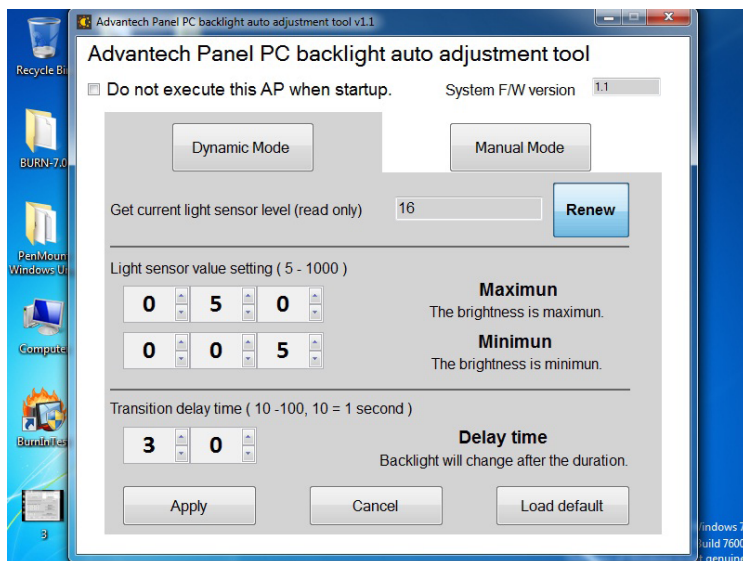 Advantech Panel PC backlight auto adjustment tool v1.1
Advantech Panel PC backlight auto adjustment tool
Do not execute this AP when startup.
System F/W version 1.1
Dynamic Mode
Manual Mode
Get current light sensor level (read only) 16 Renew
Light sensor value setting ( 5 - 1000 )
0 5 0
Maximun
The brightness is maximun.
0 0 5
Minimun
The brightness is minimun.
Transition delay time ( 10 -100, 10 = 1 second )
3 0
Delay time
Backlight will change after the duration.
Apply Cancel Load default
Recycle Bi
BURN-7.0
PenMoun
Windows U
Compute
BurnInTes
3
indows 7
uild 7600
t genuine